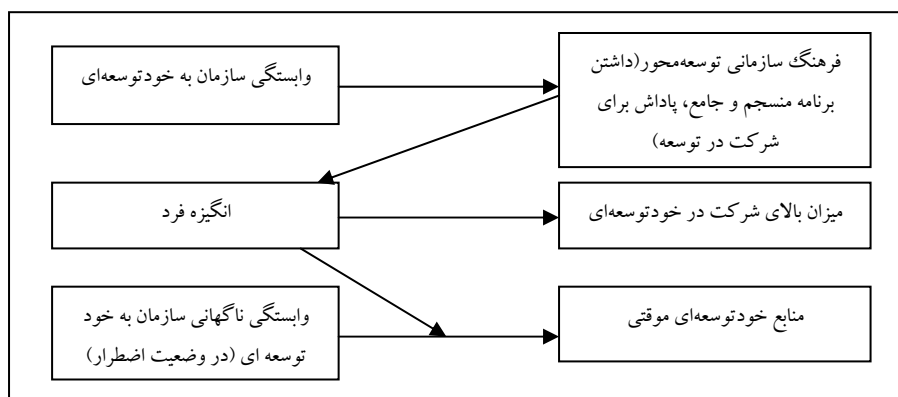 وابستگی سازمان به خودتوسعه‌ای
فرهنگ سازمانی توسعه‌محور(داشتن
برنامه منسجم و جامع، پاداش برای
شرکت در توسعه)
انگیزه فرد
میزان بالای شرکت در خودتوسعه‌ای
وابستگی ناگهانی سازمان به خود
توسعه ای (در وضعیت اضطرار)
منابع خودتوسعه‌ای موقتی